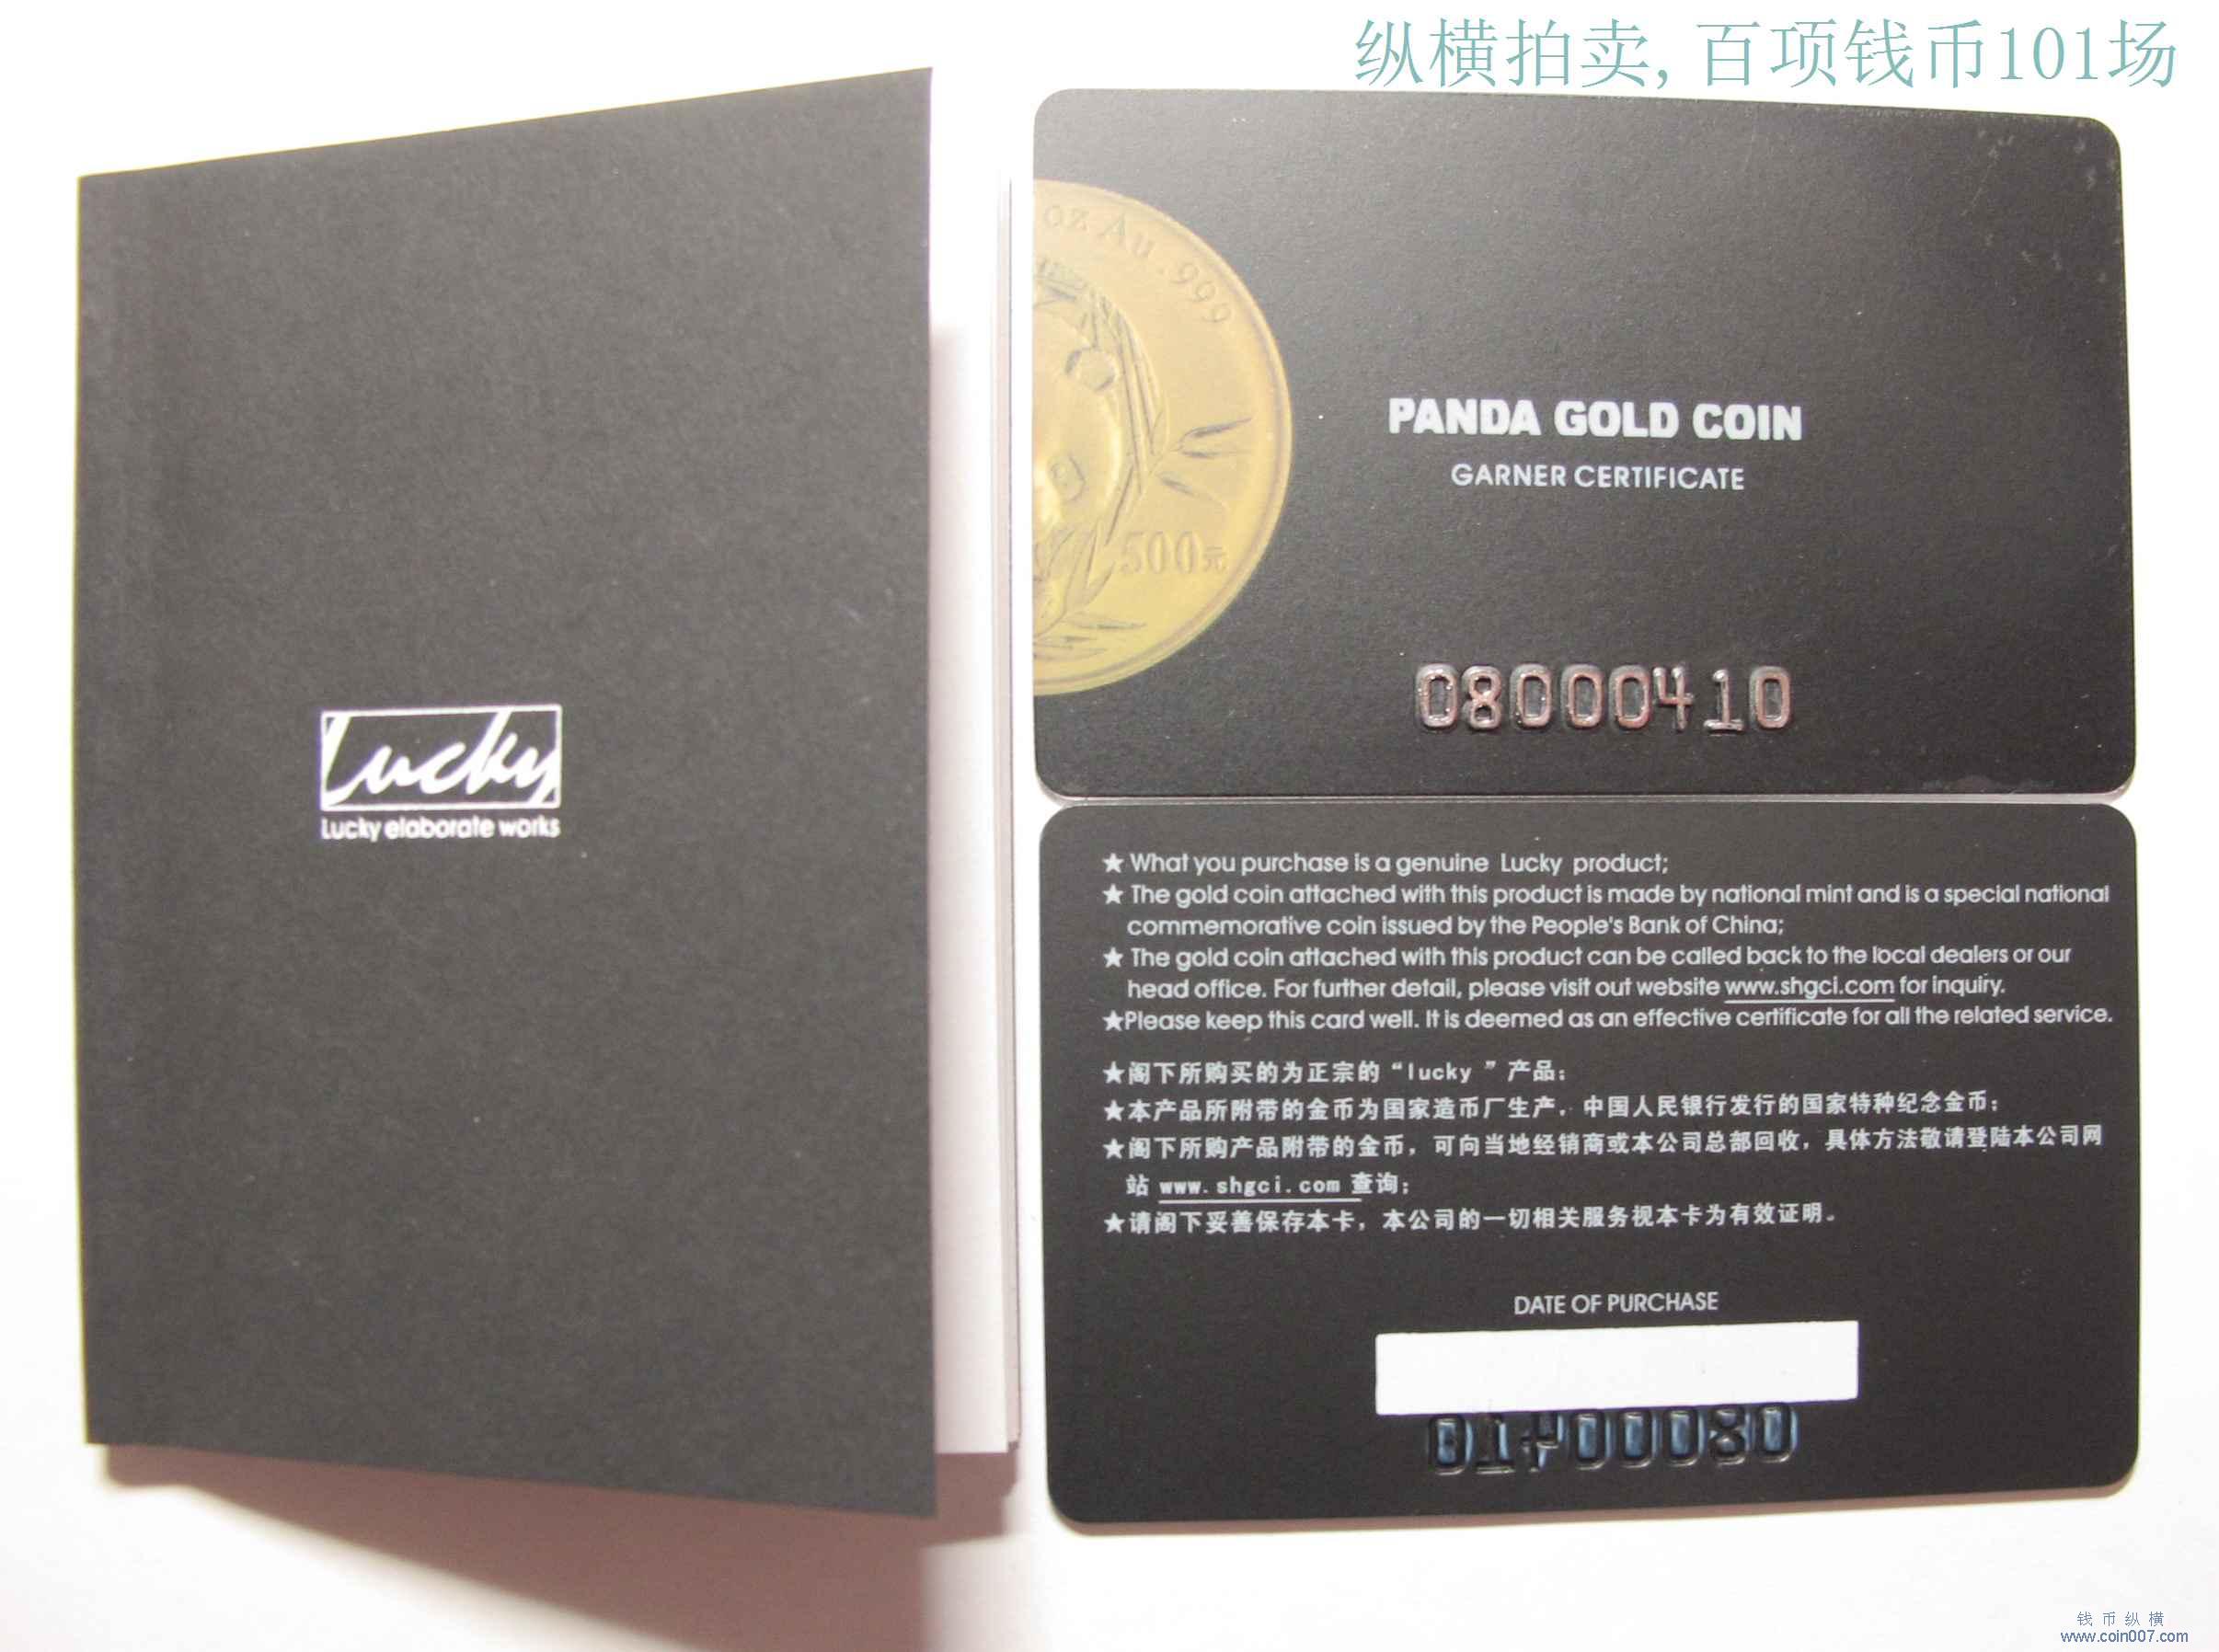 纵横拍卖,百项钱币101场
Lucky
Lucky elaborate works
oz Au .999
500元
PANDA GOLD COIN
GARNER CERTIFICATE
08000410
★ What you purchase is a genuine Lucky product;
★ The gold coin attached with this product is made by national mint and is a special national
commemorative coin issued by the People's Bank of China;
★ The gold coin attached with this product can be called back to the local dealers or our
head office. For further detail, please visit out website www.shgci.com for inquiry.
★Please keep this card well. It is deemed as an effective certificate for all the related service.
★阁下所购买的为正宗的“lucky ”产品;
★本产品所附带的金币为国家造币厂生产, 中国人民银行发行的国家特种纪念金币;
★阁下所购产品附带的金币, 可向当地经销商或本公司总部回收, 具体方法敬请登陆本公司网
站 www.shgci.com 查询;
★请阁下妥善保存本卡, 本公司的一切相关服务视本卡为有效证明。
DATE OF PURCHASE
钱币纵横
www.coin007.com